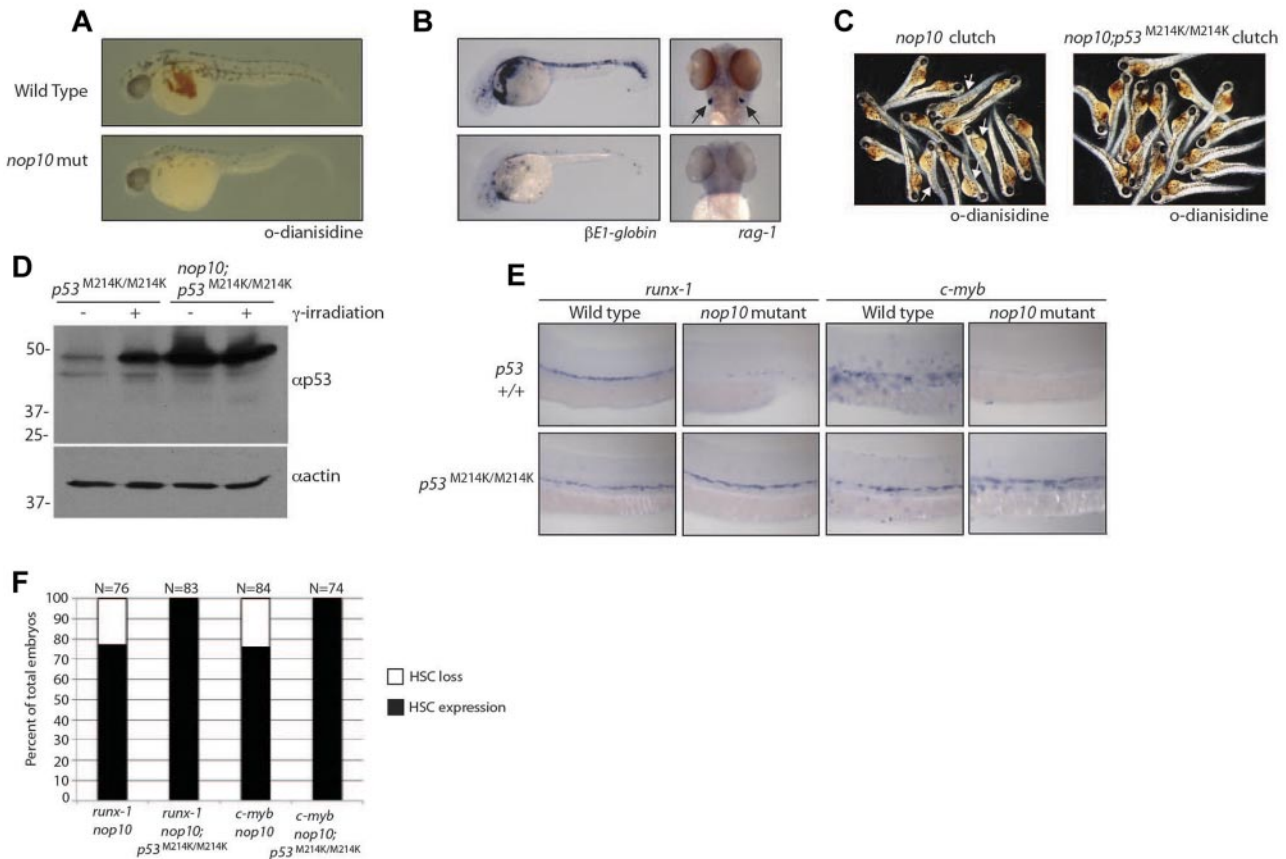 A
Wild Type
nop10 mut
o-dianisidine
B
βE1-globin
rag-1
C
nop10 clutch
nop10;p53 M214K/M214K clutch
o-dianisidine
o-dianisidine
D
p53 M214K/M214K
nop10;
p53 M214K/M214K
- + - + γ-irradiation
50-
37-
25-
αp53
αactin
37-
E
runx-1
c-myb
Wild type
nop10 mutant
Wild type
nop10 mutant
p53
+/+
p53 M214K/M214K
F
N=76 N=83 N=84 N=74
Percent of total embryos
100
90
80
70
60
50
40
30
20
10
0
HSC loss
HSC expression
runx-1
nop10
runx-1
nop10;
p53 M214K/M214K
c-myb
nop10
c-myb
nop10;
p53 M214K/M214K